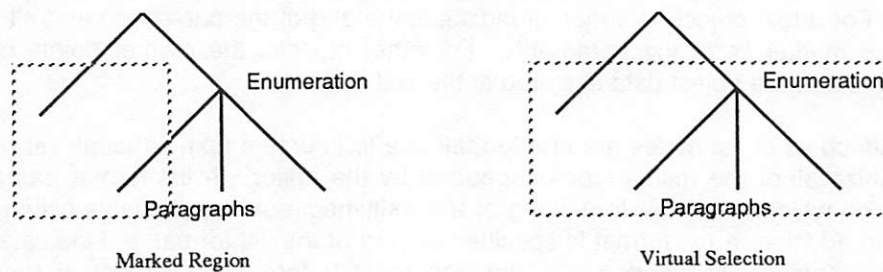 Enumeration
Enumeration
Paragraphs
Paragraphs
Marked Region
Virtual Selection